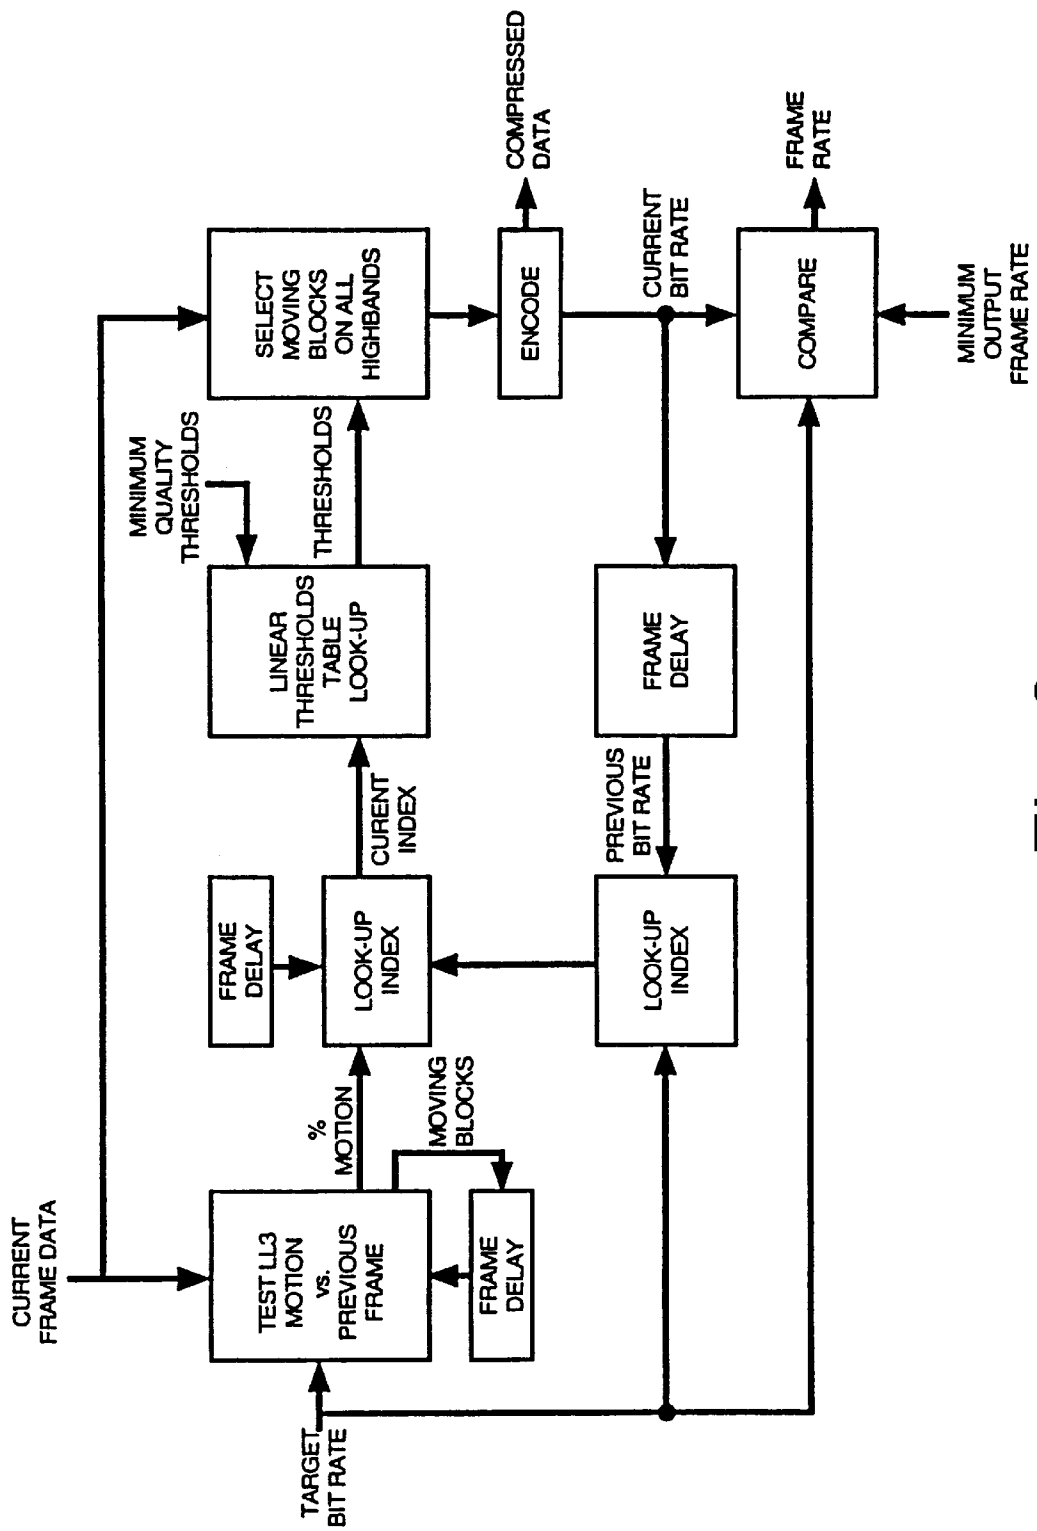 CURRENT
FRAME DATA
TARGET
BIT RATE
TEST LL3
MOTION
vs.
PREVIOUS
FRAME
%
MOTION
MOVING
BLOCKS
FRAME
DELAY
FRAME
DELAY
LOOK-UP
INDEX
CURENT
INDEX
LINEAR
THRESHOLDS
TABLE
LOOK-UP
MINIMUM
QUALITY
THRESHOLDS
THRESHOLDS
SELECT
MOVING
BLOCKS
ON ALL
HIGHBANDS
ENCODE
COMPRESSED
DATA
LOOK-UP
INDEX
PREVIOUS
BIT RATE
FRAME
DELAY
CURRENT
BIT RATE
COMPARE
FRAME
RATE
MINIMUM
OUTPUT
FRAME RATE